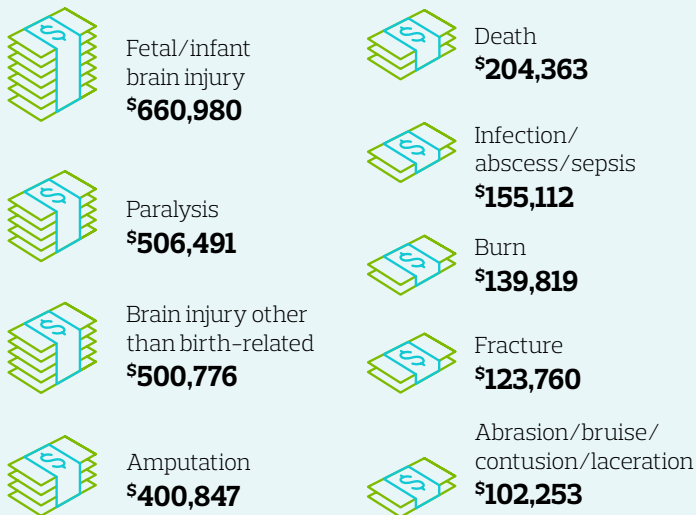 Fetal/infant
brain injury
$660,980
Paralysis
$506,491
Brain injury other
than birth-related
$500,776
Amputation
$400,847
Death
$204,363
Infection/
abscess/sepsis
$155,112
Burn
$139,819
Fracture
$123,760
Abrasion/bruise/
contusion/laceration
$102,253